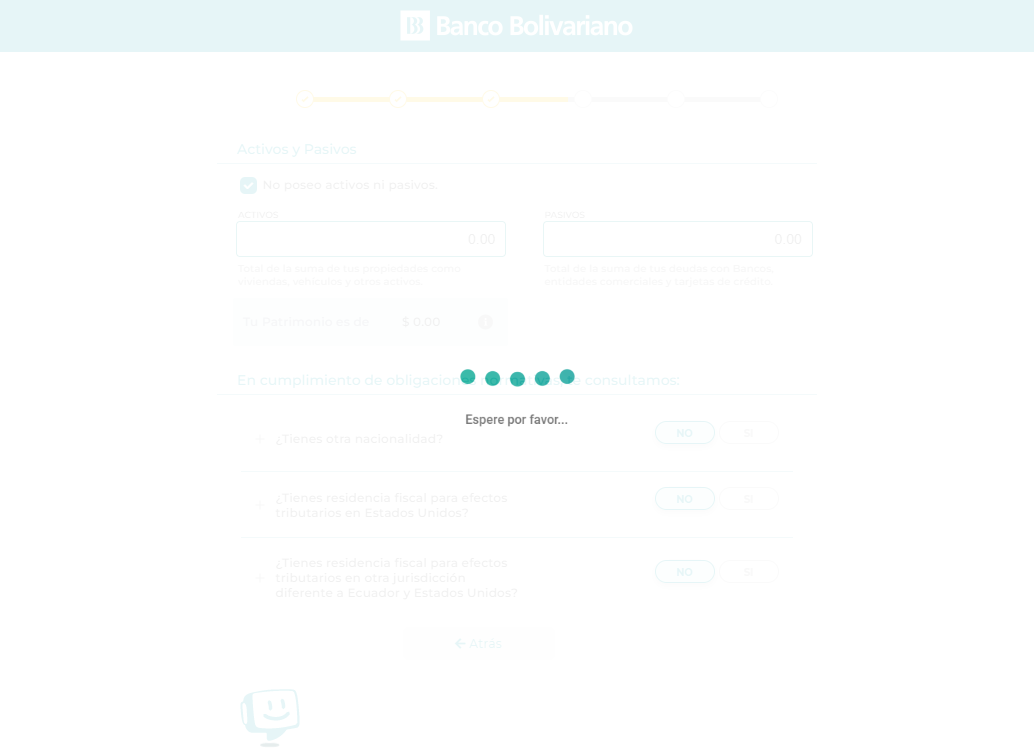 Banco Bolivariano
Activos y Pasivos
No poseo activos ni pasivos.
ACTIVOS
PASIVOS
0.00
0.00
Total de la suma de tus propiedades como
viviendas, vehículos y otros activos.
Total de la suma de tus deudas con Bancos,
entidades comerciales y tarjetas de crédito.
Tu Patrimonio es de $ 0.00
En cumplimiento de obligaciones te consultamos:
Espere por favor...
+ ¿Tienes otra nacionalidad? NO SI
+ ¿Tienes residencia fiscal para efectos
tributarios en Estados Unidos? NO SI
+ ¿Tienes residencia fiscal para efectos
tributarios en otra jurisdicción
diferente a Ecuador y Estados Unidos? NO SI
Atrás